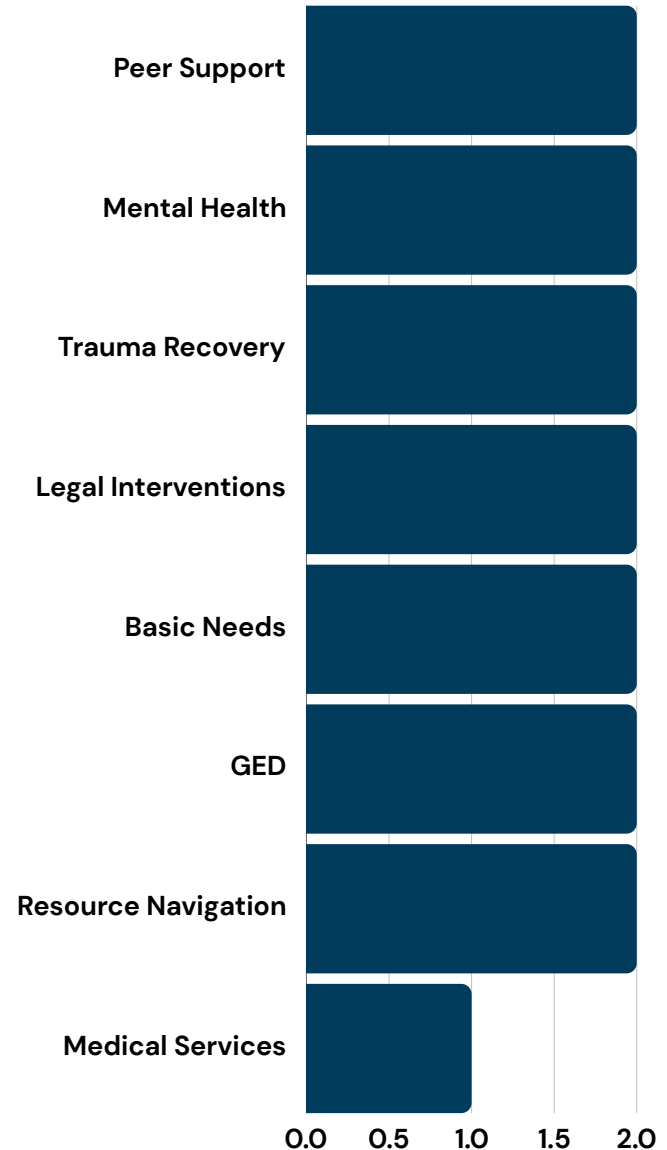 Peer Support
Mental Health
Trauma Recovery
Legal Interventions
Basic Needs
GED
Resource Navigation
Medical Services
0.0 0.5 1.0 1.5 2.0